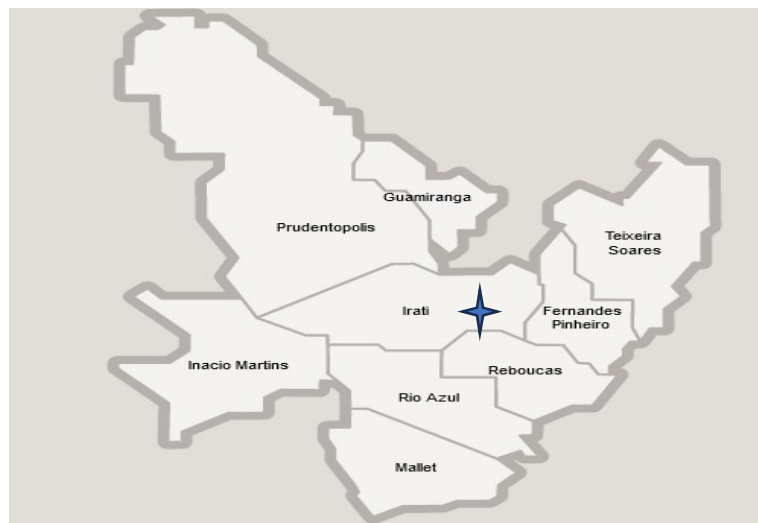 Guamiranga
Prudentopolis
Teixeira
Soares
Irati
Fernandes
Pinheiro
Inacio Martins
Reboucas
Rio Azul
Mallet